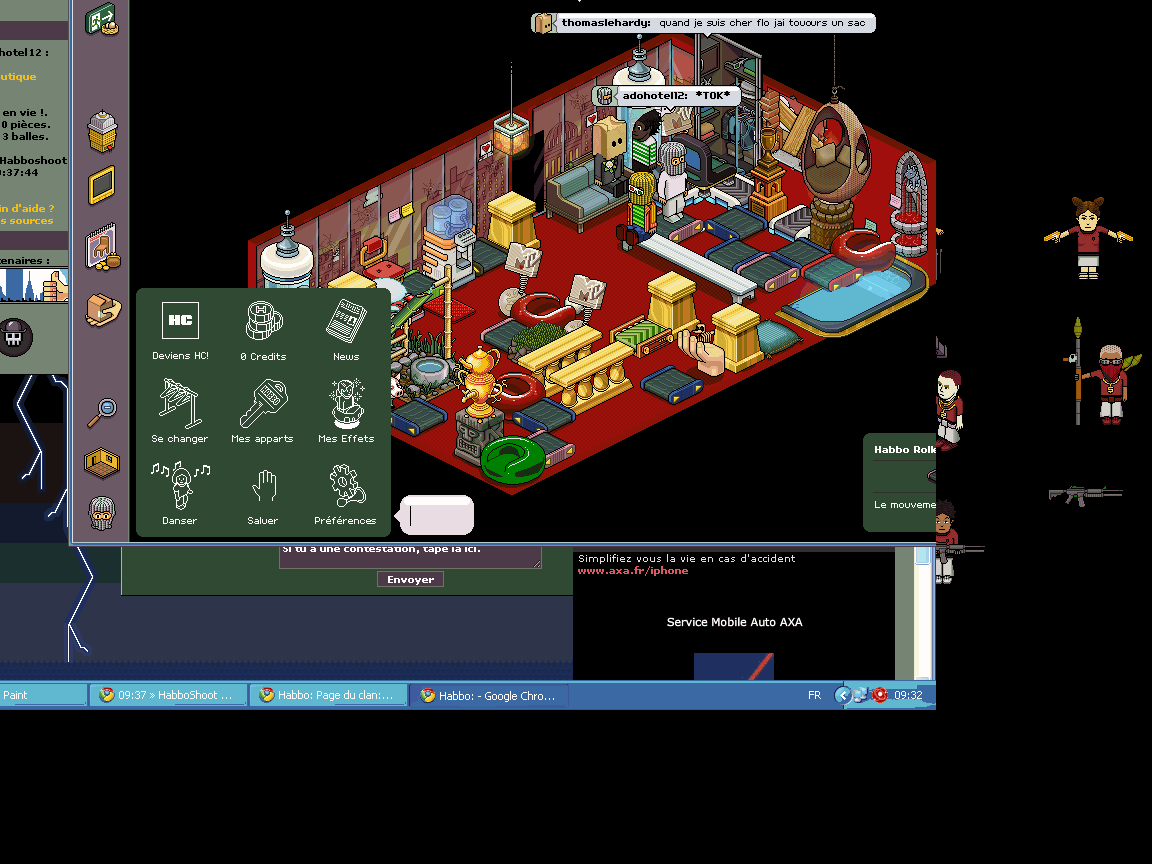 thomaslehardy: quand je suis cher flo jai touours un sac
adohotel12: *TOK*
hotel12 :
utique
en vie !.
0 pièces.
3 balles.
Habboshoot
:37:44
in d'aide ?
s sources
tenaires :
HC
Deviens HC!
0 Credits
News
Se changer
Mes apparts
Mes Effets
Danser
Saluer
Préférences
Habbo Rolle
Le mouveme
Si tu a une contestation, tape la ici.
Envoyer
Simplifiez vous la vie en cas d'accident
www.axa.fr/iphone
Service Mobile Auto AXA
Paint
09:37 » HabboShoot ...
Habbo: Page du clan:...
Habbo: - Google Chro...
FR
09:32